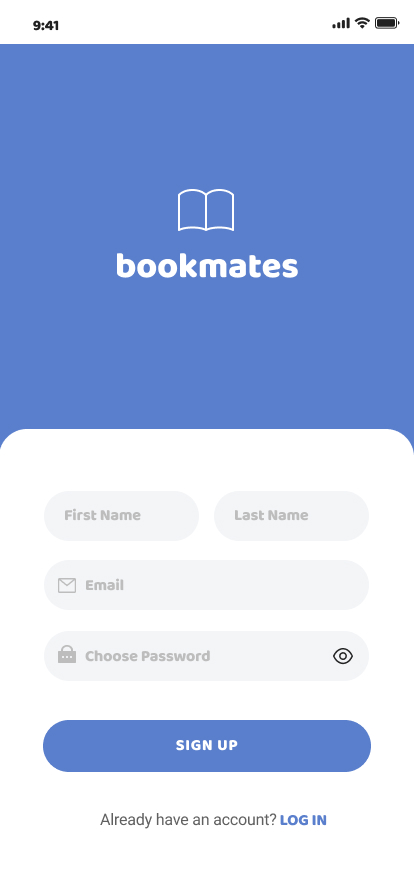 9:41
bookmates
First Name Last Name
Email
Choose Password
SIGN UP
Already have an account? LOG IN